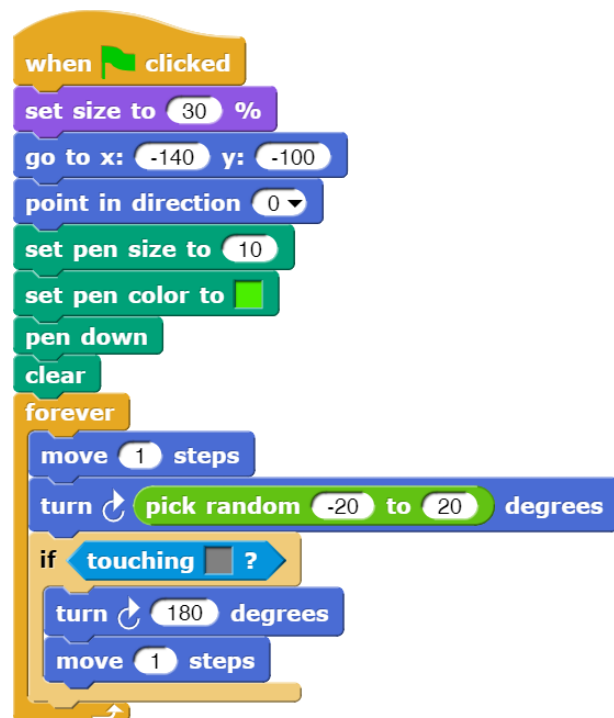 when clicked
set size to 30 %
go to x: -140 y: -100
point in direction 0
set pen size to 10
set pen color to
pen down
clear
forever
move 1 steps
turn pick random -20 to 20 degrees
if touching ?
turn 180 degrees
move 1 steps